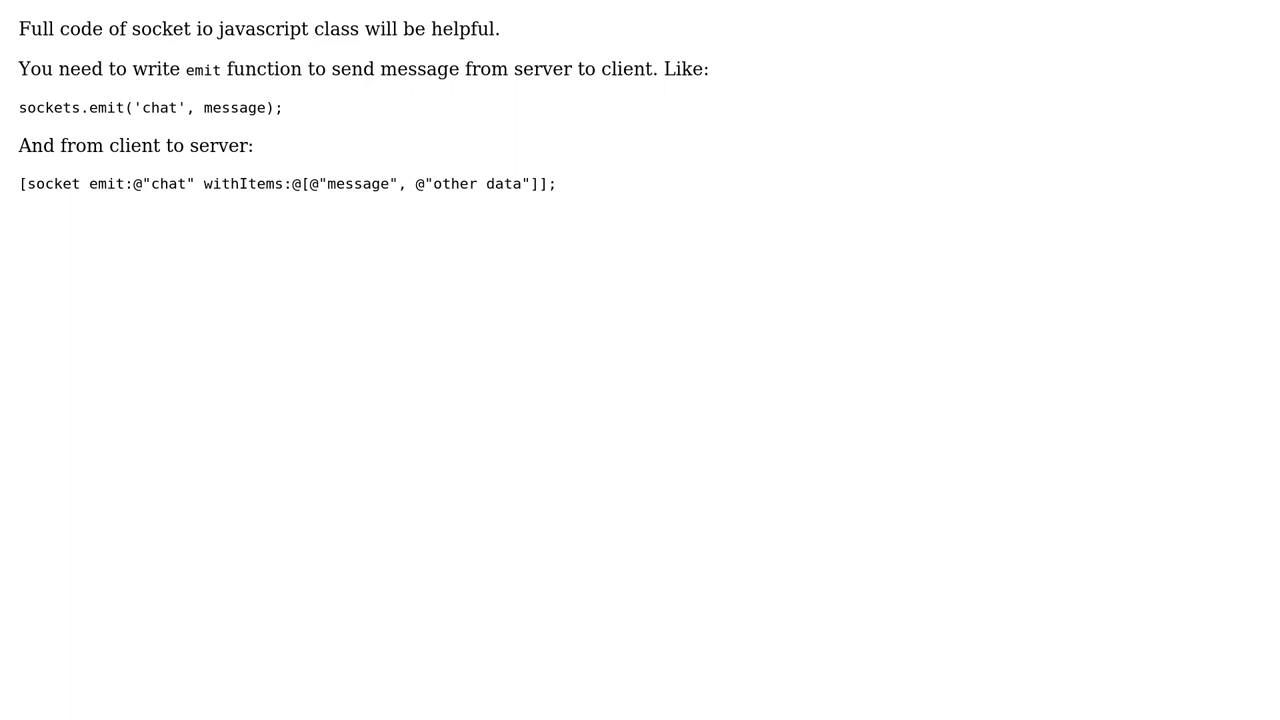 Full code of socket io javascript class will be helpful.
You need to write emit function to send message from server to client. Like:
sockets.emit('chat', message);
And from client to server:
[socket emit:@"chat" withItems:@[@"message", @"other data"]];